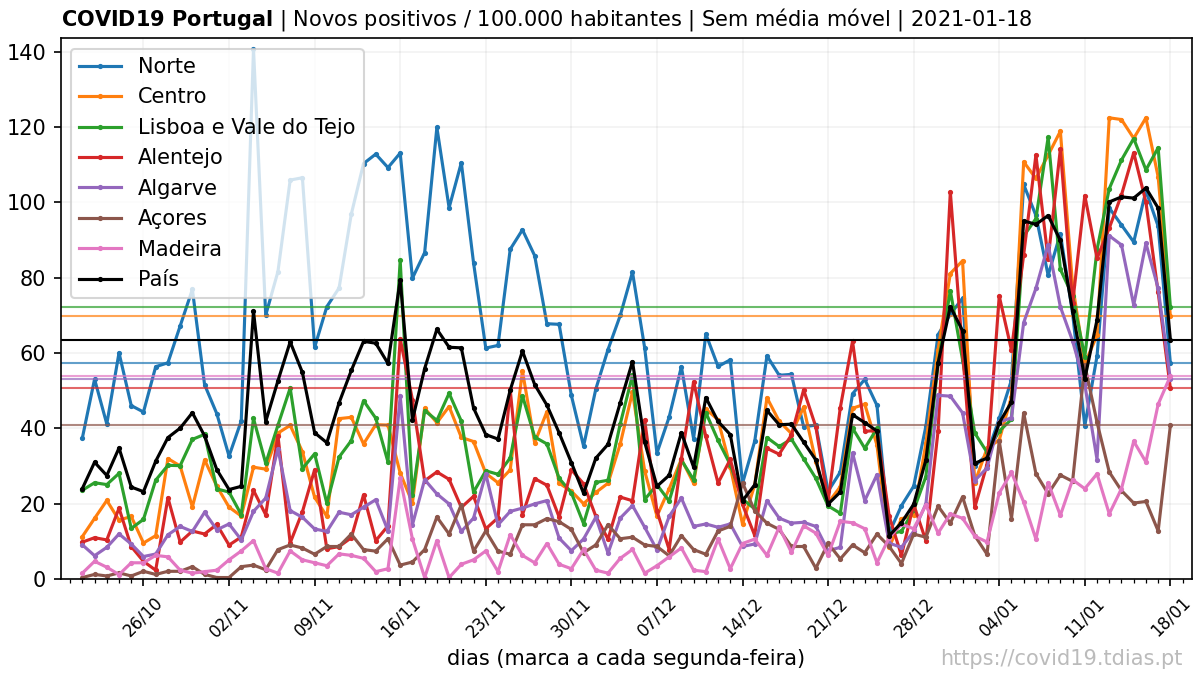 COVID19 Portugal | Novos positivos / 100.000 habitantes | Sem média móvel | 2021-01-18
140
120
100
80
60
40
20
0
Norte
Centro
Lisboa e Vale do Tejo
Alentejo
Algarve
Açores
Madeira
País
26/10
02/11
09/11
16/11
23/11
30/11
07/12
14/12
21/12
28/12
04/01
11/01
18/01
dias (marca a cada segunda-feira)
https://covid19.tdias.pt